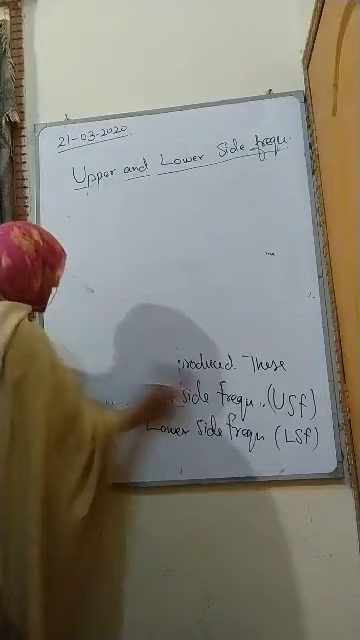 21-03-2020
Upper and Lower Side frequ.
produced. These
side frequ. (USf)
Lower Side frequ (LSf)